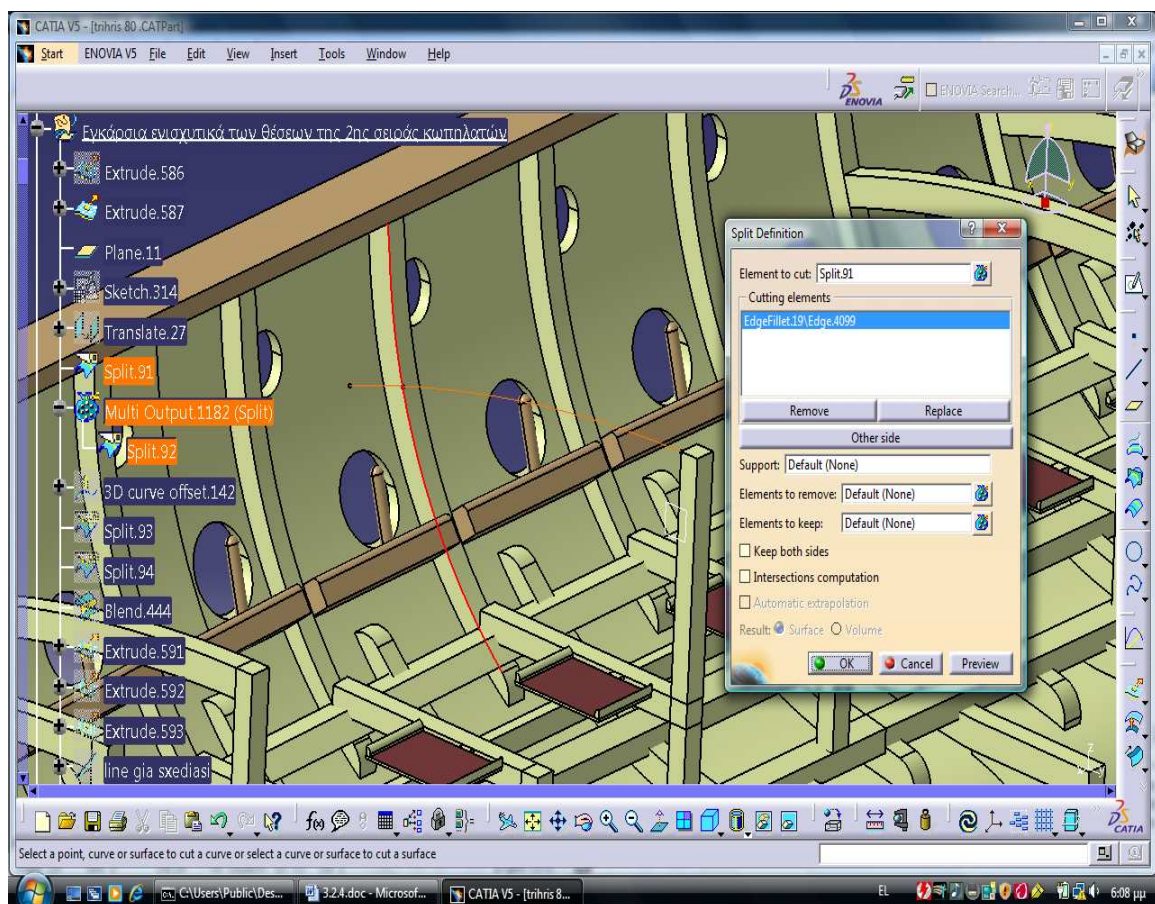 CATIA V5 - [trihris 80 .CATPart]
Start ENOVIA V5 File Edit View Insert Tools Window Help
DS ENOVIA
ENOVIA Search...
Εγκάρσια ενισχυτικά των θέσεων της 2ης σειράς κωπηλατών
Extrude.586
Extrude.587
Plane.11
Sketch.314
Translate.27
Split.91
Multi Output.1182 (Split)
Split.92
3D curve offset.142
Split.93
Split.94
Blend.444
Extrude.591
Extrude.592
Extrude.593
line gia sxediasi
Split Definition
Element to cut: Split.91
Cutting elements
EdgeFillet.19\Edge.4099
Remove Replace
Other side
Support: Default (None)
Elements to remove: Default (None)
Elements to keep: Default (None)
Keep both sides
Intersections computation
Automatic extrapolation
Result: Surface Volume
OK Cancel Preview
f(x)
DS CATIA
Select a point, curve or surface to cut a curve or select a curve or surface to cut a surface
C:\Users\Public\Des... 3.2.4.doc - Microsof... CATIA V5 - [trihris 8... EL 6:08 μμ